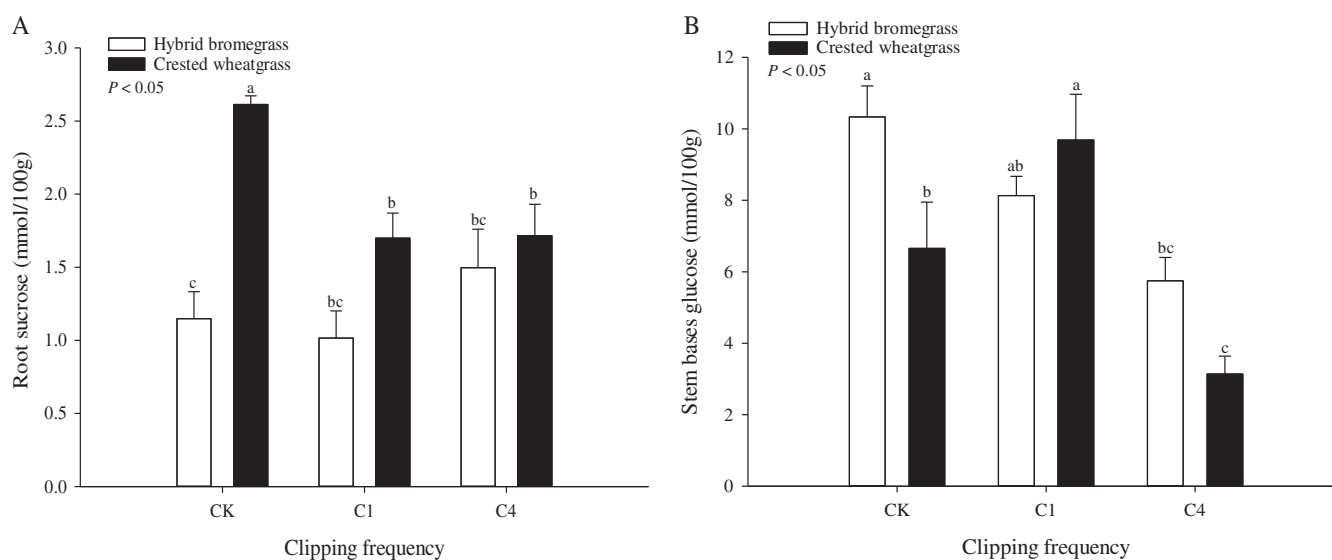 A
Hybrid bromegrass
Crested wheatgrass
P < 0.05
Root sucrose (mmol/100g)
3.0
2.5
2.0
1.5
1.0
0.5
0.0
c
a
bc
b
bc
b
CK
C1
C4
Clipping frequency
B
Hybrid bromegrass
Crested wheatgrass
P < 0.05
Stem bases glucose (mmol/100g)
12
10
8
6
4
2
0
a
b
ab
a
bc
c
CK
C1
C4
Clipping frequency